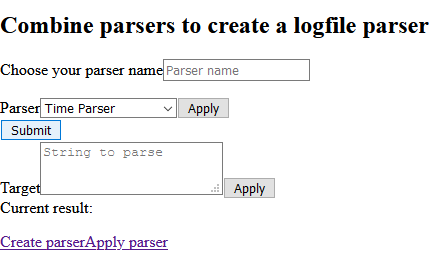 Combine parsers to create a logfile parser
Choose your parser name Parser name
Parser Time Parser Apply
Submit
String to parse
Target Apply
Current result:
Create parserApply parser